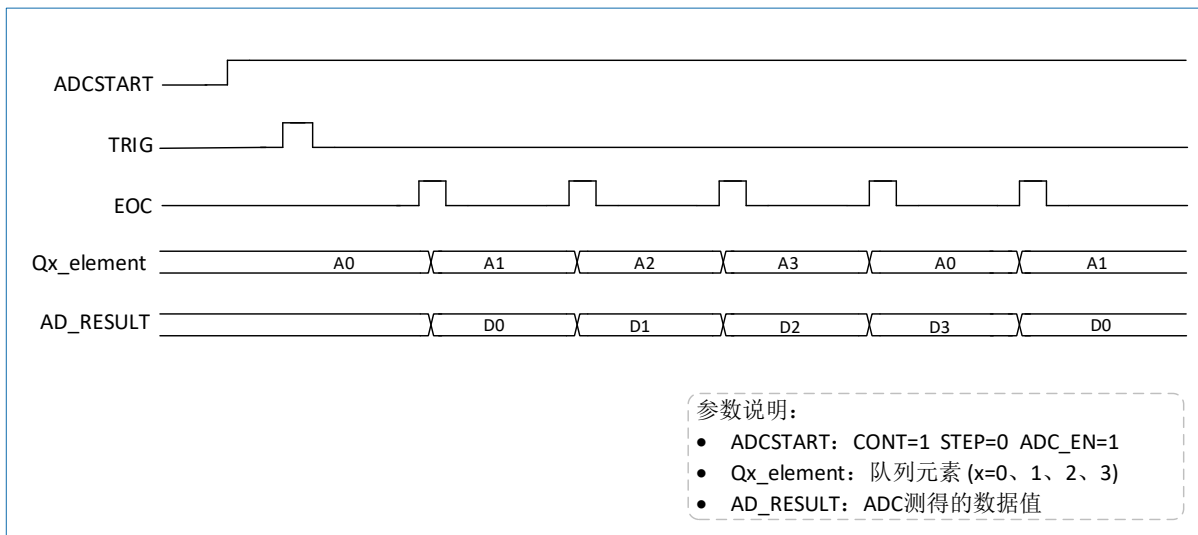 ADCSTART
TRIG
EOC
Qx_element A0 A1 A2 A3 A0 A1
AD_RESULT D0 D1 D2 D3 D0
参数说明：
• ADCSTART：CONT=1 STEP=0 ADC_EN=1
• Qx_element：队列元素 (x=0、1、2、3)
• AD_RESULT：ADC测得的数据值